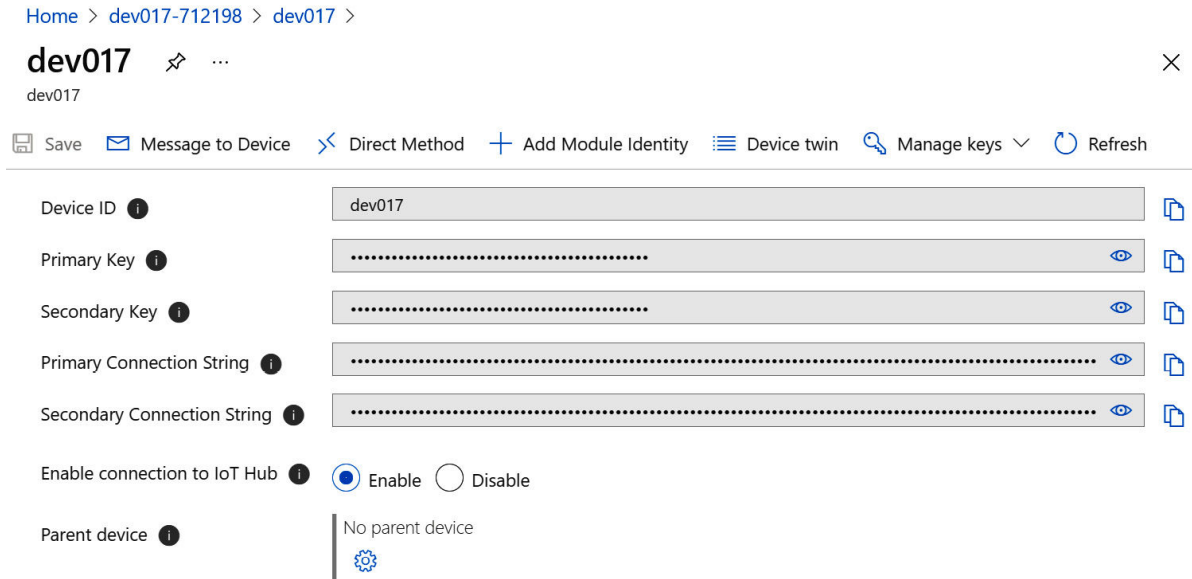 Home > dev017-712198 > dev017 >
dev017 ...
dev017
Save Message to Device Direct Method Add Module Identity Device twin Manage keys Refresh
Device ID dev017
Primary Key ••••••••••••••••••••••••••••••••••••••••••••
Secondary Key ••••••••••••••••••••••••••••••••••••••••••••
Primary Connection String ••••••••••••••••••••••••••••••••••••••••••••••••••••••••••••••••••••••••••••••••••••••••••••••••••••••••••••••
Secondary Connection String ••••••••••••••••••••••••••••••••••••••••••••••••••••••••••••••••••••••••••••••••••••••••••••••••••••••••••••••
Enable connection to IoT Hub Enable Disable
Parent device No parent device